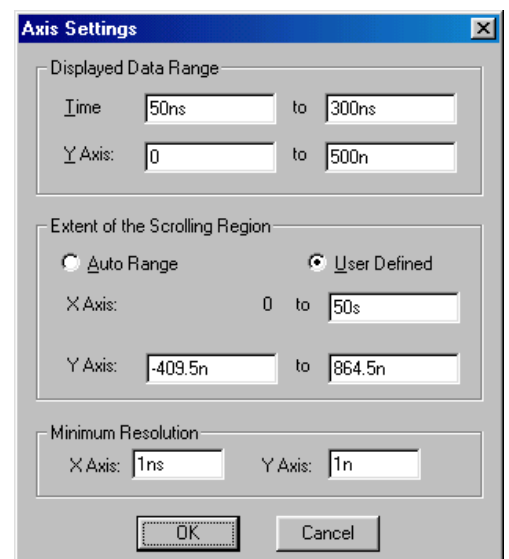 Axis Settings
Displayed Data Range
Time 50ns to 300ns
Y Axis: 0 to 500n
Extent of the Scrolling Region
Auto Range User Defined
X Axis: 0 to 50s
Y Axis: -409.5n to 864.5n
Minimum Resolution
X Axis: 1ns Y Axis: 1n
OK Cancel